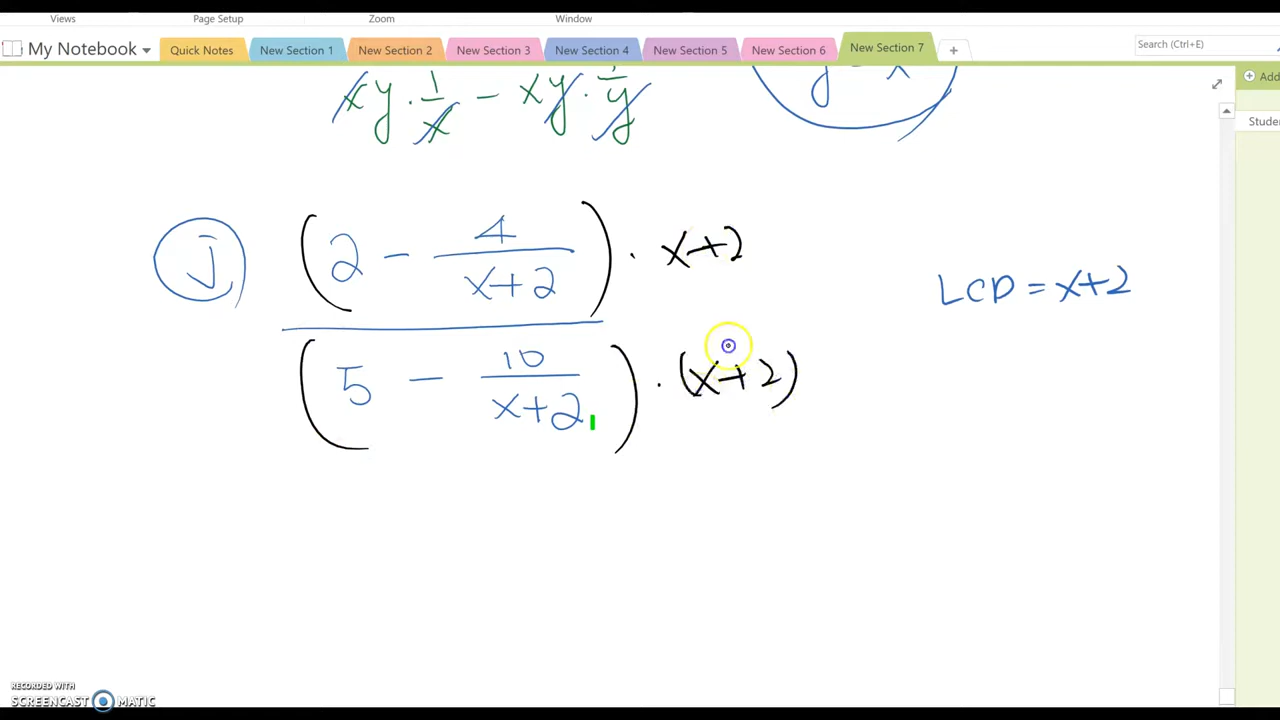 Views Page Setup Zoom Window
My Notebook Quick Notes New Section 1 New Section 2 New Section 3 New Section 4 New Section 5 New Section 6 New Section 7 + Search (Ctrl+E)
Add
Studen
xy · 1/x − xy · 1/y
J
(2 − 4/(x+2)) · x+2
LCD = x+2
(5 − 10/(x+2)) · (x+2)
RECORDED WITH
SCREENCAST MATIC